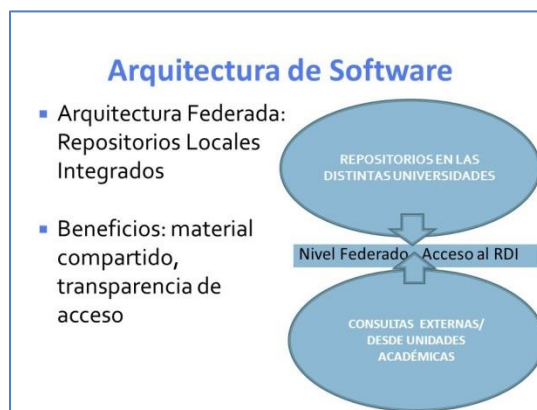 Arquitectura de Software
Arquitectura Federada:
Repositorios Locales
Integrados
Beneficios: material
compartido,
transparencia de
acceso
REPOSITORIOS EN LAS
DISTINTAS UNIVERSIDADES
Nivel Federado Acceso al RDI
CONSULTAS EXTERNAS/
DESDE UNIDADES
ACADÉMICAS